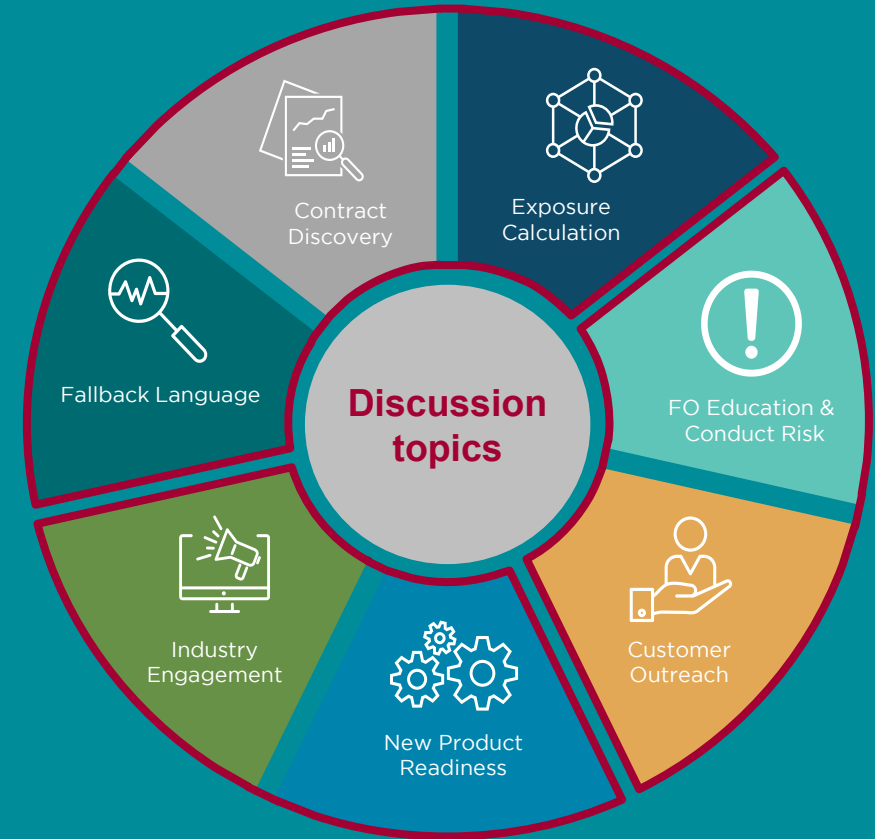 Contract
Discovery
Exposure
Calculation
Fallback Language
FO Education &
Conduct Risk
Discussion
topics
Industry
Engagement
Customer
Outreach
New Product
Readiness